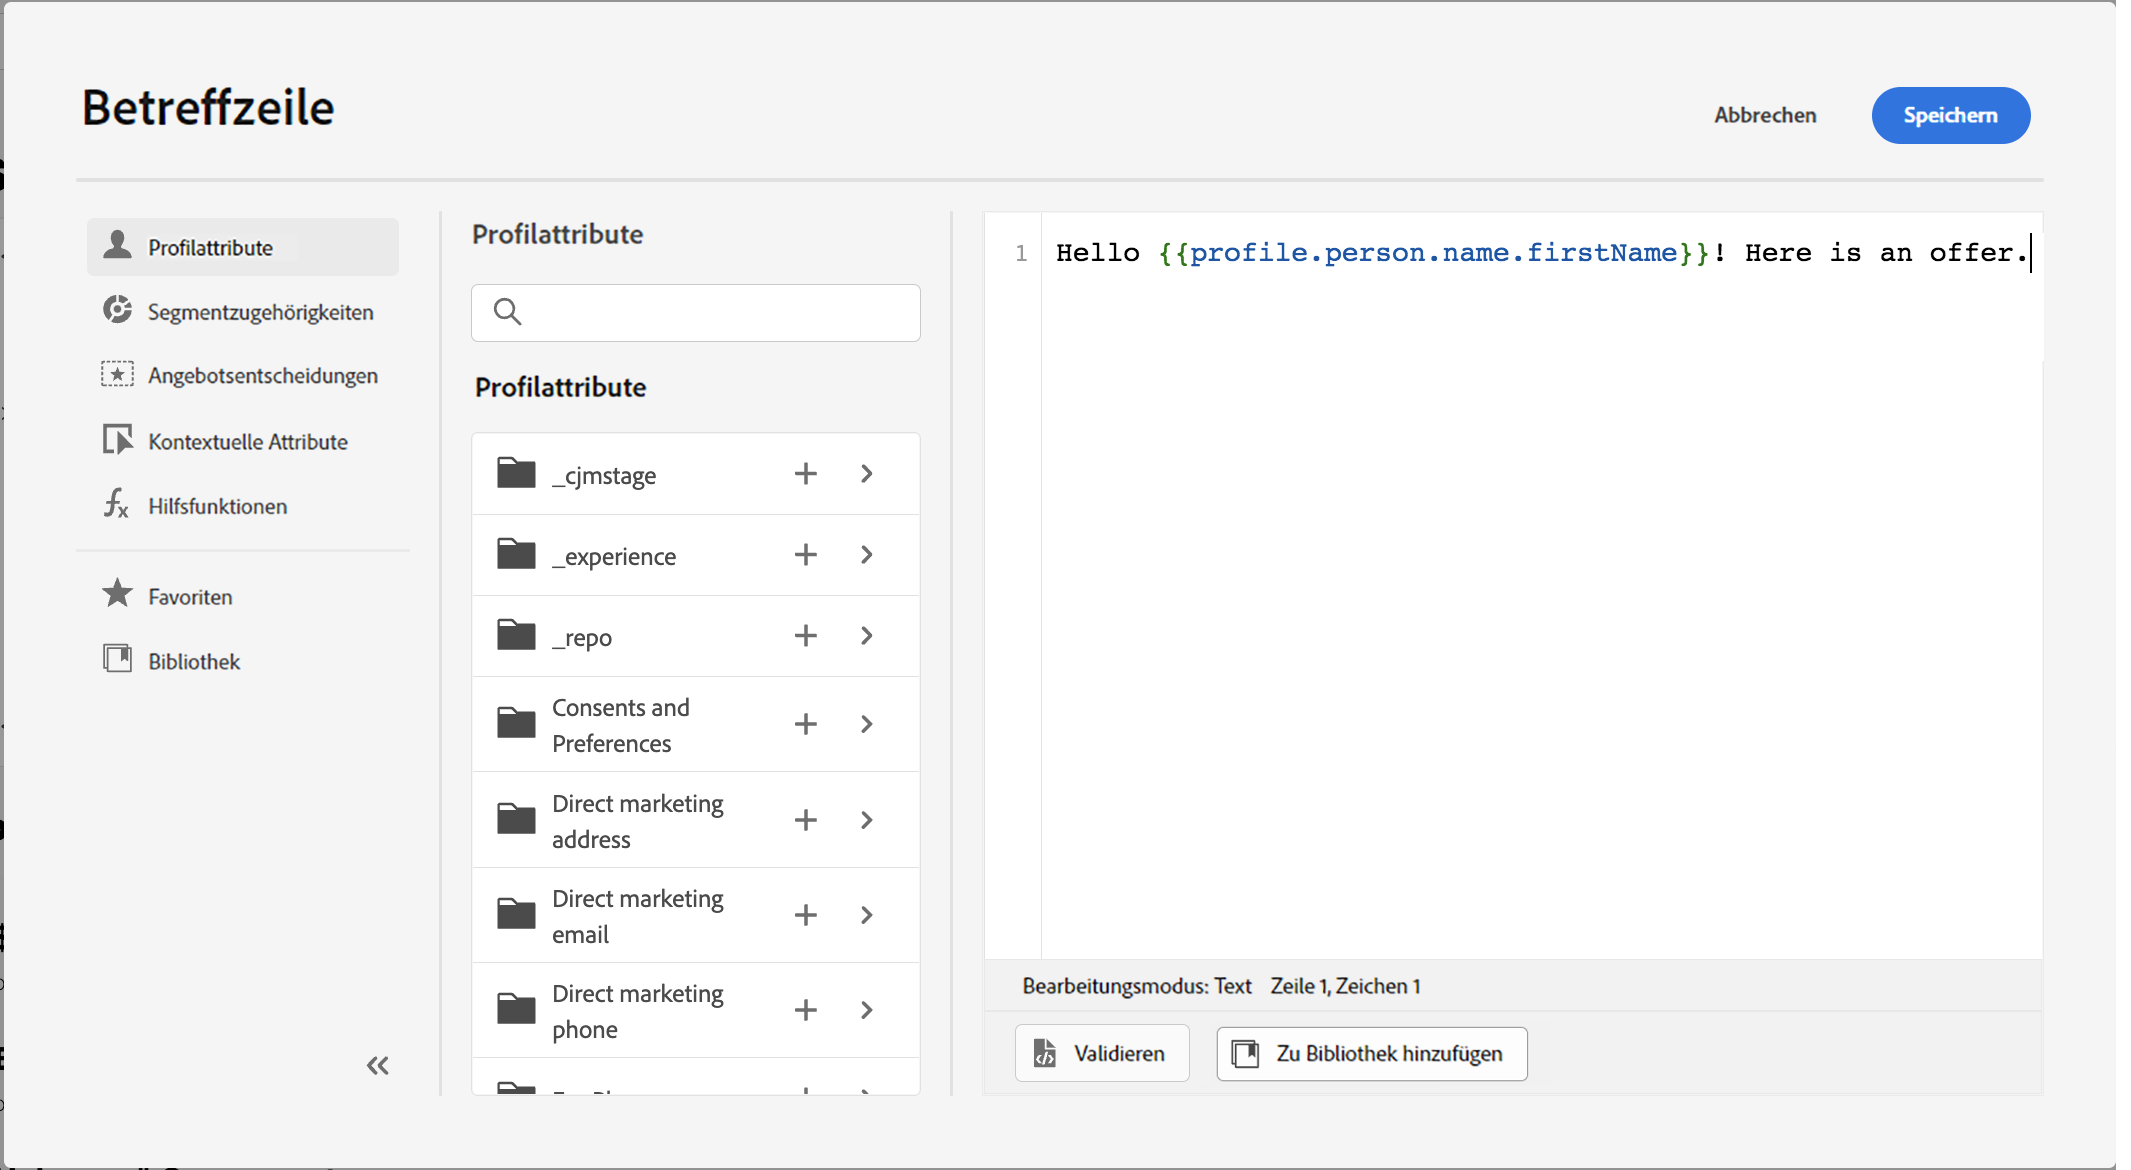 Betreffzeile
Abbrechen
Speichern
Profilattribute
Segmentzugehörigkeiten
Angebotsentscheidungen
Kontextuelle Attribute
Hilfsfunktionen
Favoriten
Bibliothek
Profilattribute
Profilattribute
_cjmstage
_experience
_repo
Consents and
Preferences
Direct marketing
address
Direct marketing
email
Direct marketing
phone
1 Hello {{profile.person.name.firstName}}! Here is an offer.
Bearbeitungsmodus: Text Zeile 1, Zeichen 1
Validieren
Zu Bibliothek hinzufügen